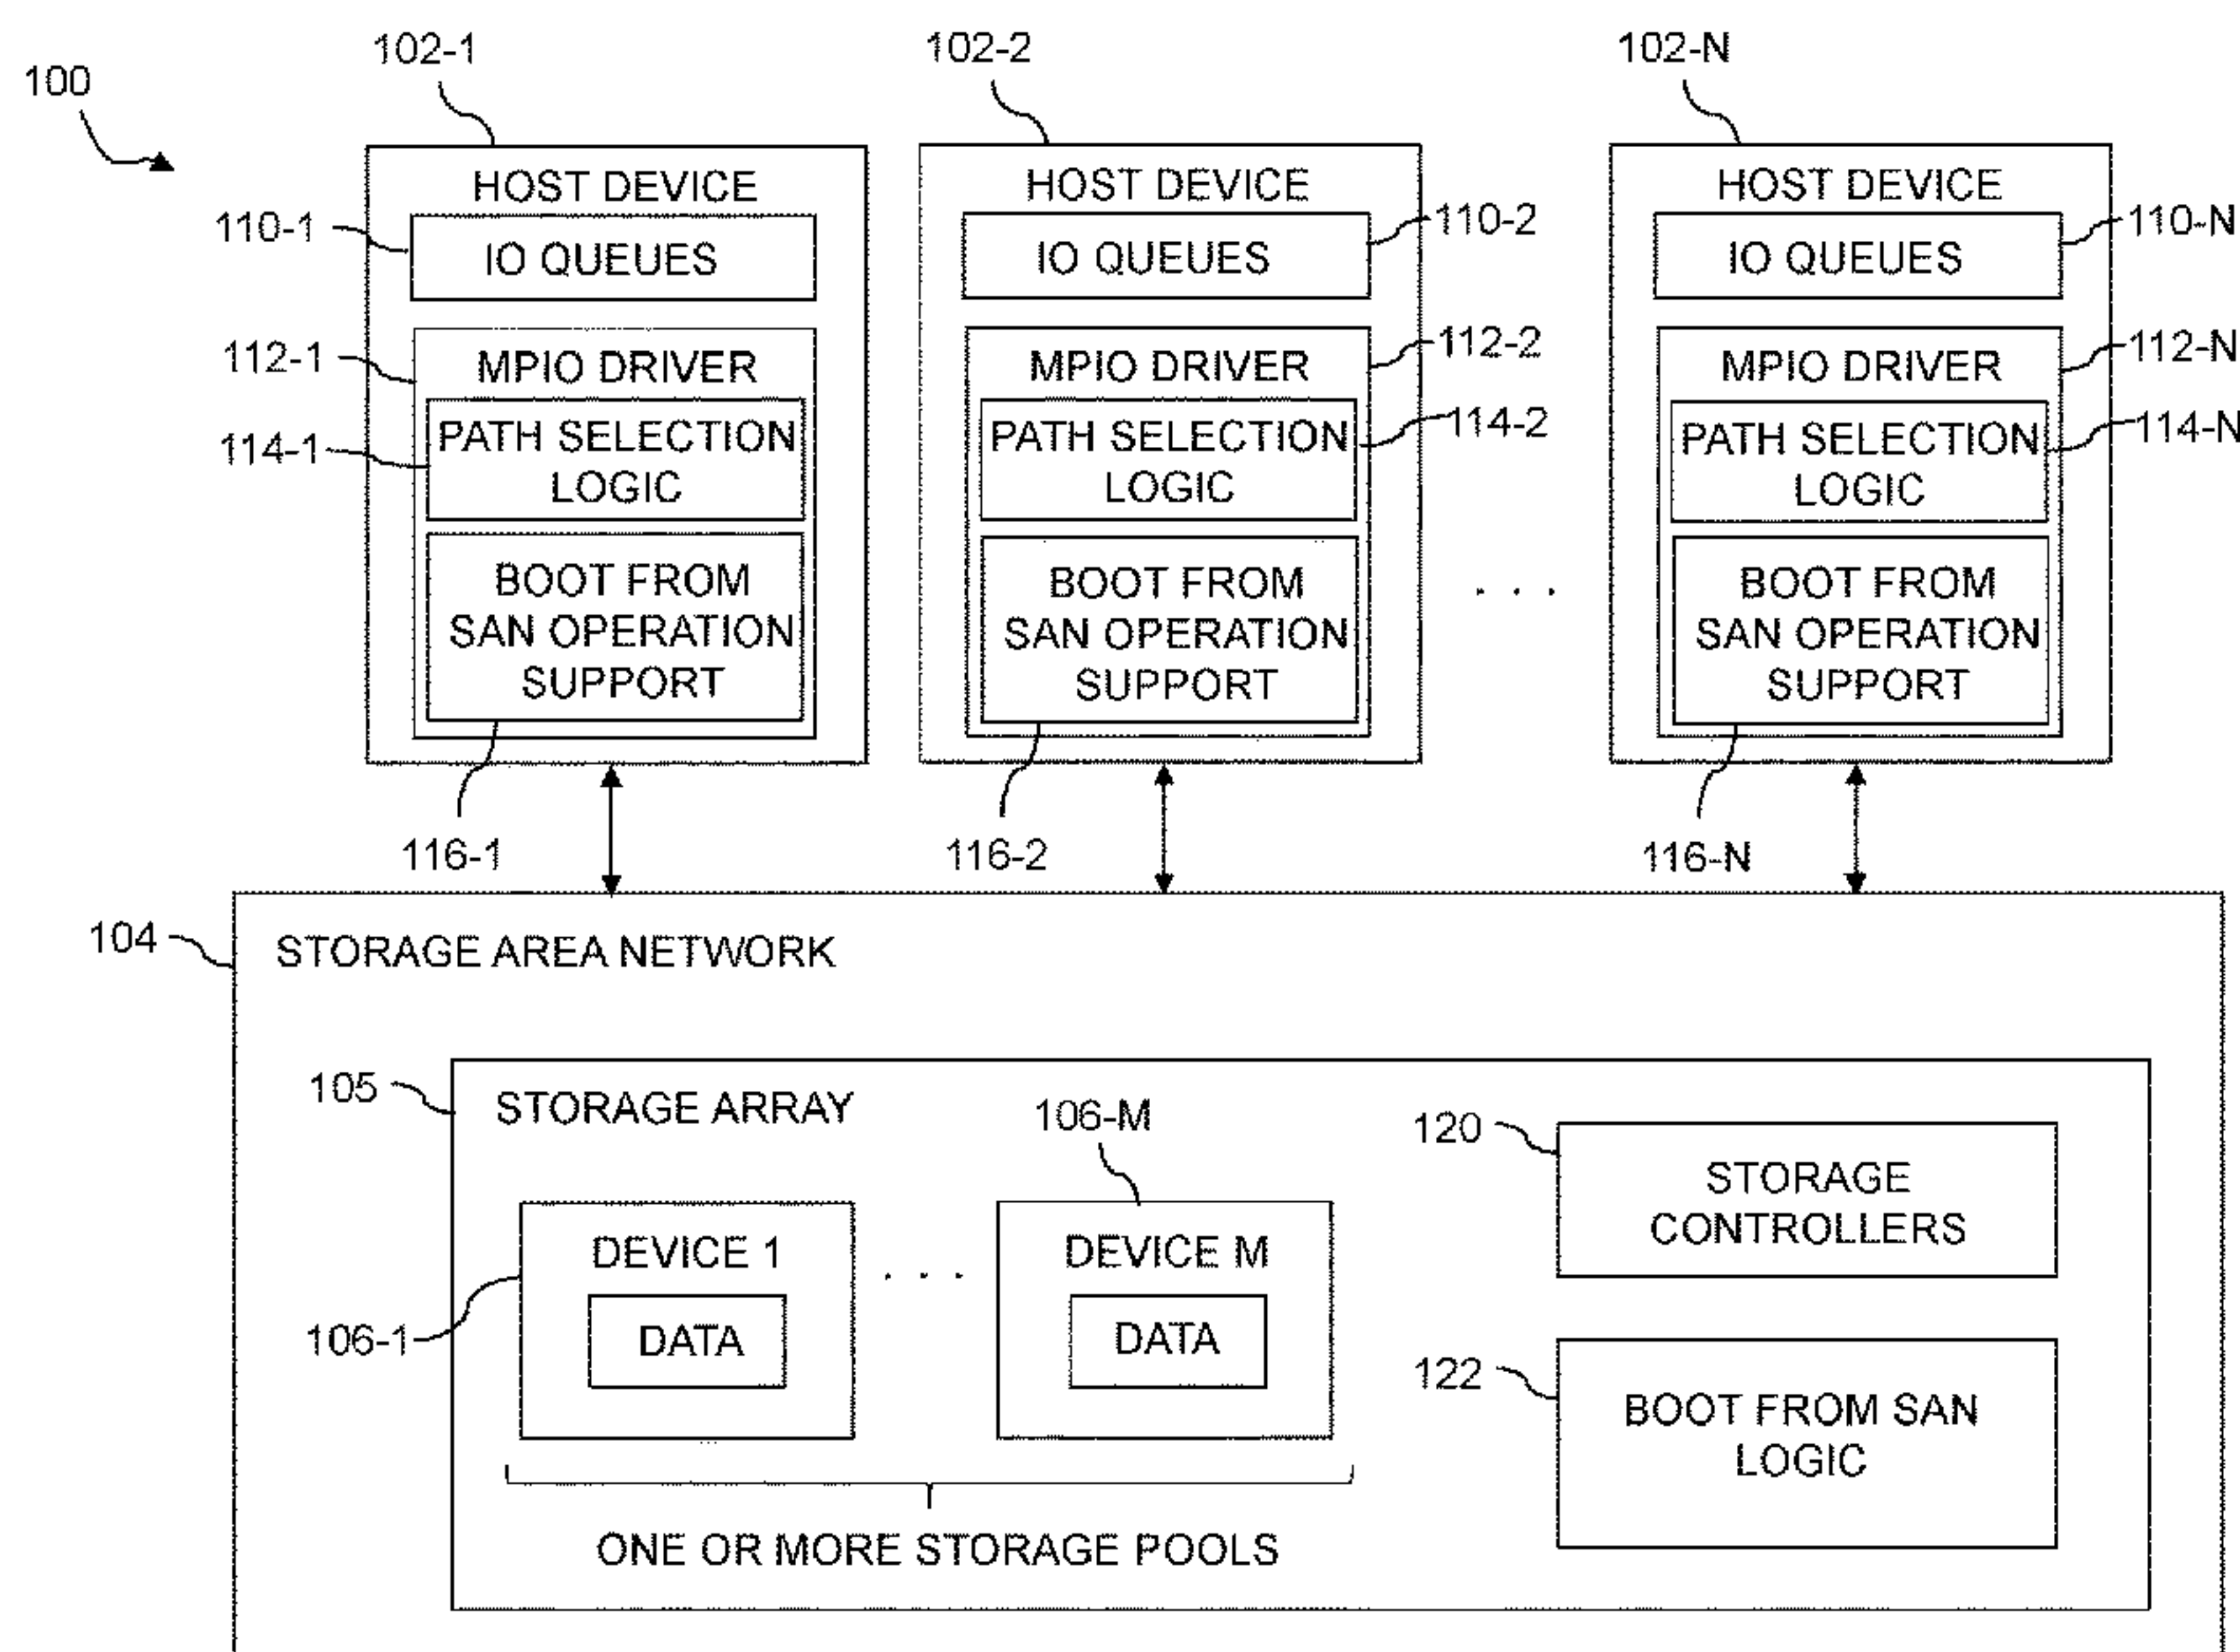 102-1
102-2
102-N
100
HOST DEVICE
HOST DEVICE
HOST DEVICE
110-1
IO QUEUES
IO QUEUES
110-2
IO QUEUES
110-N
112-1
MPIO DRIVER
MPIO DRIVER
112-2
MPIO DRIVER
112-N
114-1
PATH SELECTION
LOGIC
PATH SELECTION
LOGIC
114-2
PATH SELECTION
LOGIC
114-N
BOOT FROM
SAN OPERATION
SUPPORT
BOOT FROM
SAN OPERATION
SUPPORT
. . .
BOOT FROM
SAN OPERATION
SUPPORT
116-1
116-2
116-N
104
STORAGE AREA NETWORK
105
STORAGE ARRAY
106-M
120
STORAGE
CONTROLLERS
DEVICE 1
. . .
DEVICE M
106-1
DATA
DATA
122
BOOT FROM SAN
LOGIC
ONE OR MORE STORAGE POOLS